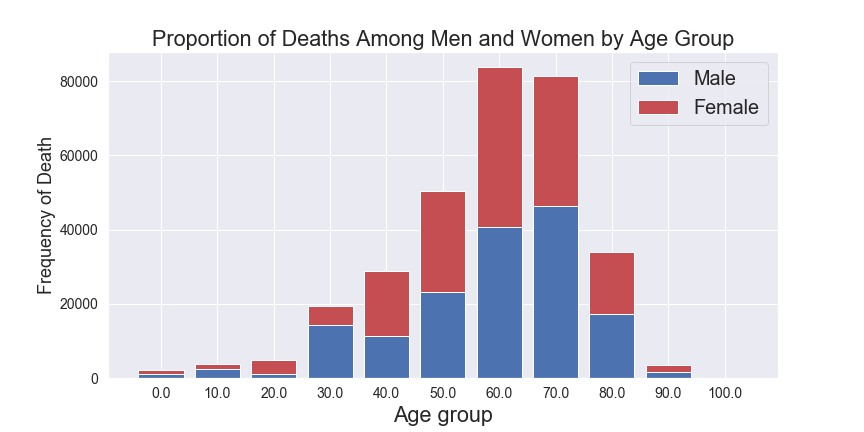 Proportion of Deaths Among Men and Women by Age Group
Male
Female
80000
60000
40000
20000
0
Frequency of Death
0.0 10.0 20.0 30.0 40.0 50.0 60.0 70.0 80.0 90.0 100.0
Age group